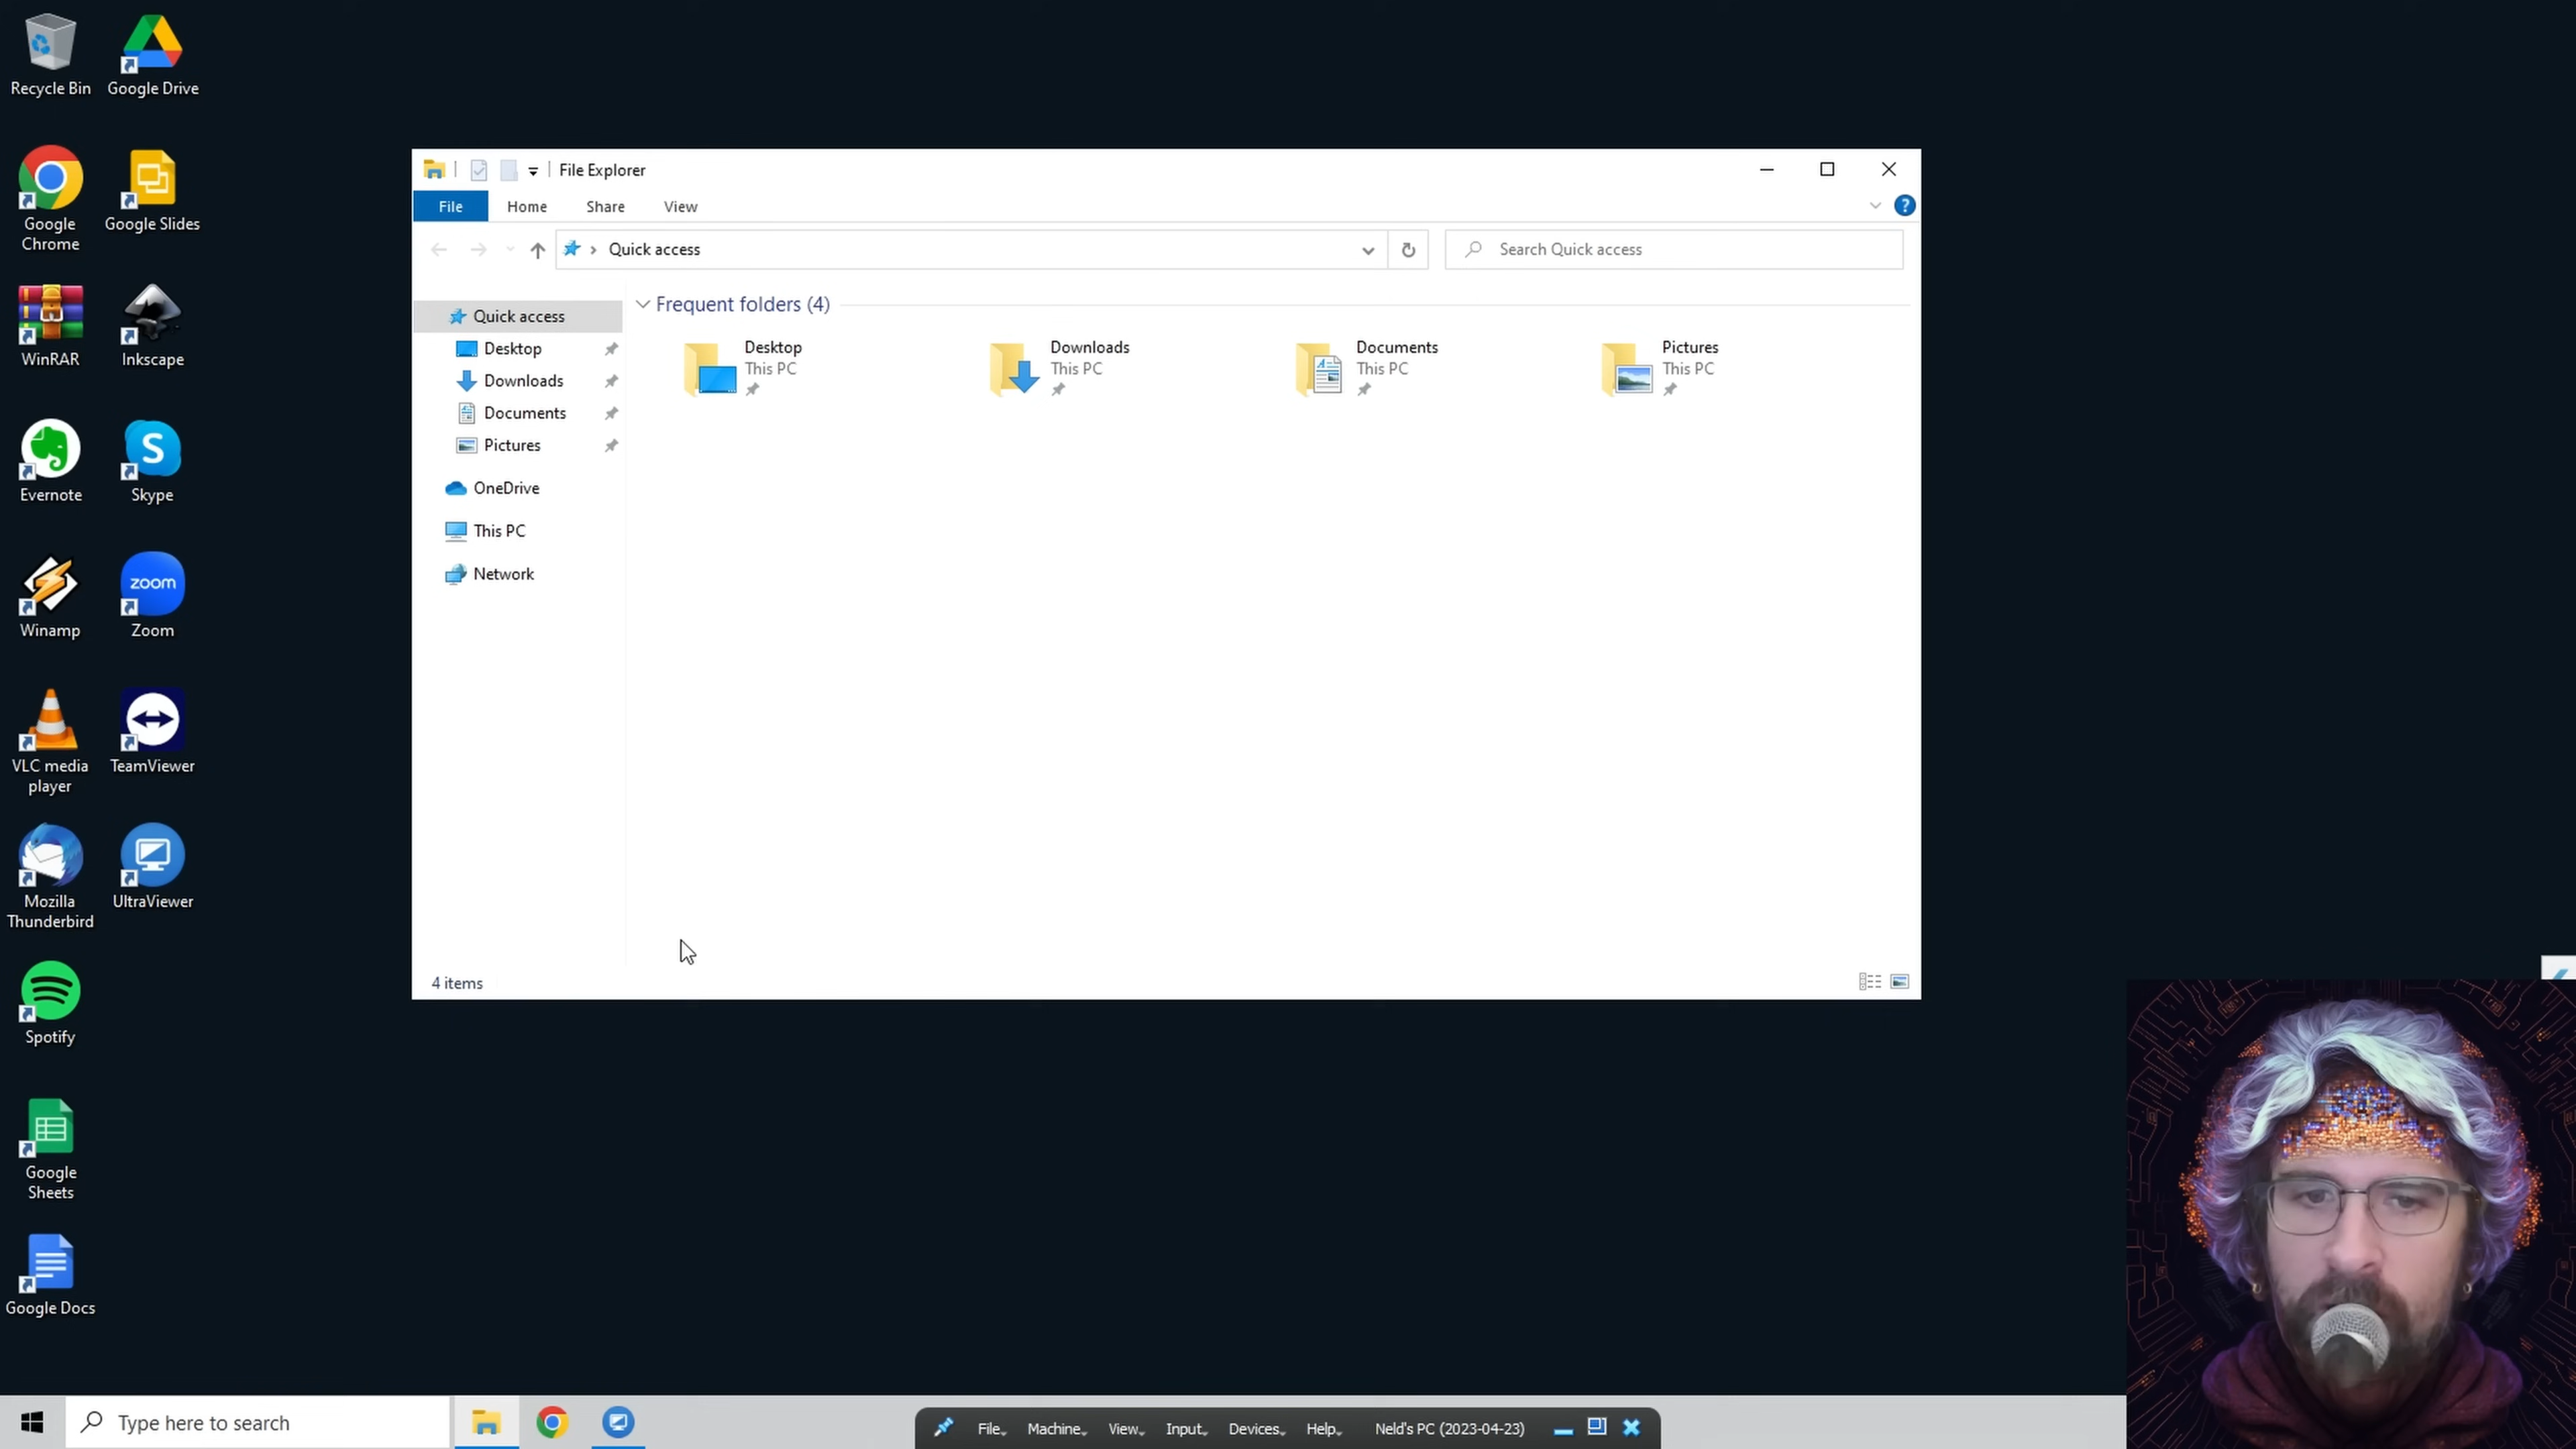 Recycle Bin
Google Drive
Google
Chrome
Google Slides
WinRAR
Inkscape
Evernote
Skype
Winamp
zoom
Zoom
VLC media
player
TeamViewer
Mozilla
Thunderbird
UltraViewer
Spotify
Google
Sheets
Google Docs
File Explorer
File
Home
Share
View
?
Quick access
Search Quick access
Quick access
Desktop
Downloads
Documents
Pictures
OneDrive
This PC
Network
Frequent folders (4)
Desktop
This PC
Downloads
This PC
Documents
This PC
Pictures
This PC
4 items
Type here to search
File
Machine
View
Input
Devices
Help
Neld's PC (2023-04-23)